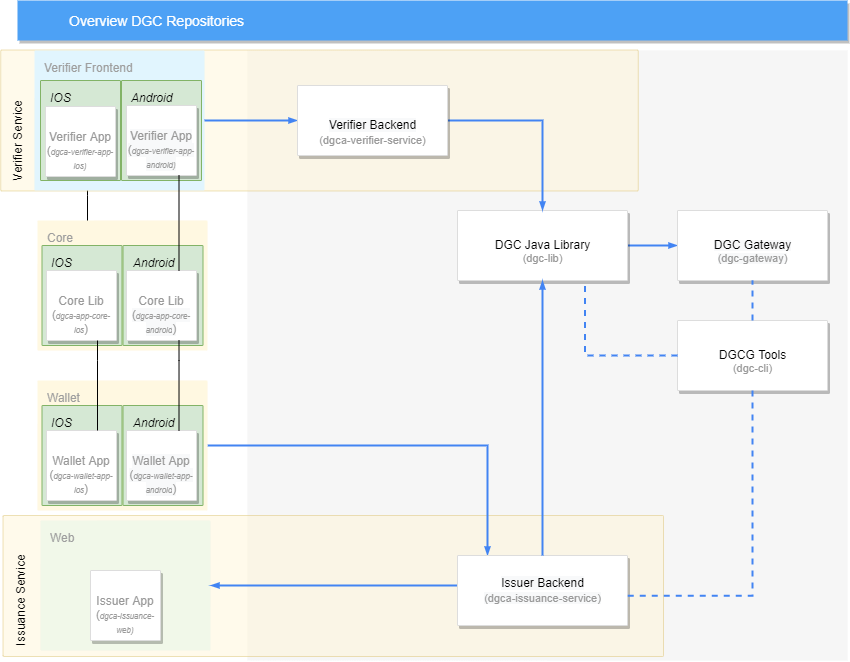 Overview DGC Repositories
Verifier Service
Verifier Frontend
IOS
Verifier App
(dgca-verifier-app-
ios)
Android
Verifier App
(dgca-verifier-app-
android)
Verifier Backend
(dgca-verifier-service)
Core
IOS
Core Lib
(dgca-app-core-
ios)
Android
Core Lib
(dgca-app-core-
android)
DGC Java Library
(dgc-lib)
DGC Gateway
(dgc-gateway)
DGCG Tools
(dgc-cli)
Wallet
IOS
Wallet App
(dgca-wallet-app-
ios)
Android
Wallet App
(dgca-wallet-app-
android)
Issuance Service
Web
Issuer App
(dgca-issuance-
web)
Issuer Backend
(dgca-issuance-service)